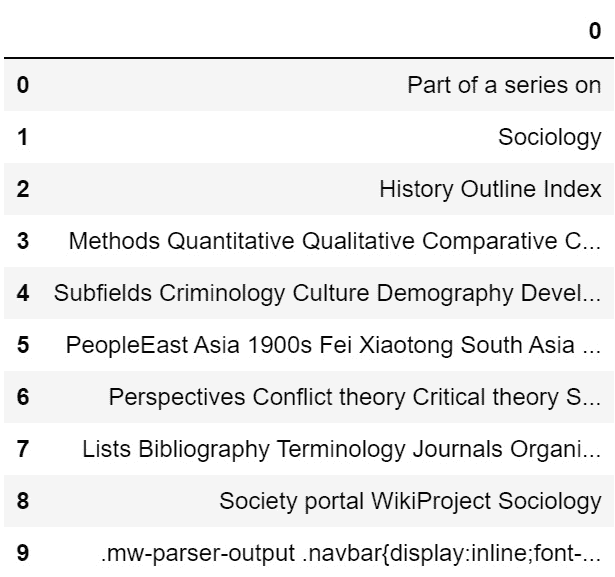 0
0 Part of a series on
1 Sociology
2 History Outline Index
3 Methods Quantitative Qualitative Comparative C...
4 Subfields Criminology Culture Demography Devel...
5 PeopleEast Asia 1900s Fei Xiaotong South Asia ...
6 Perspectives Conflict theory Critical theory S...
7 Lists Bibliography Terminology Journals Organi...
8 Society portal WikiProject Sociology
9 .mw-parser-output .navbar{display:inline;font-...